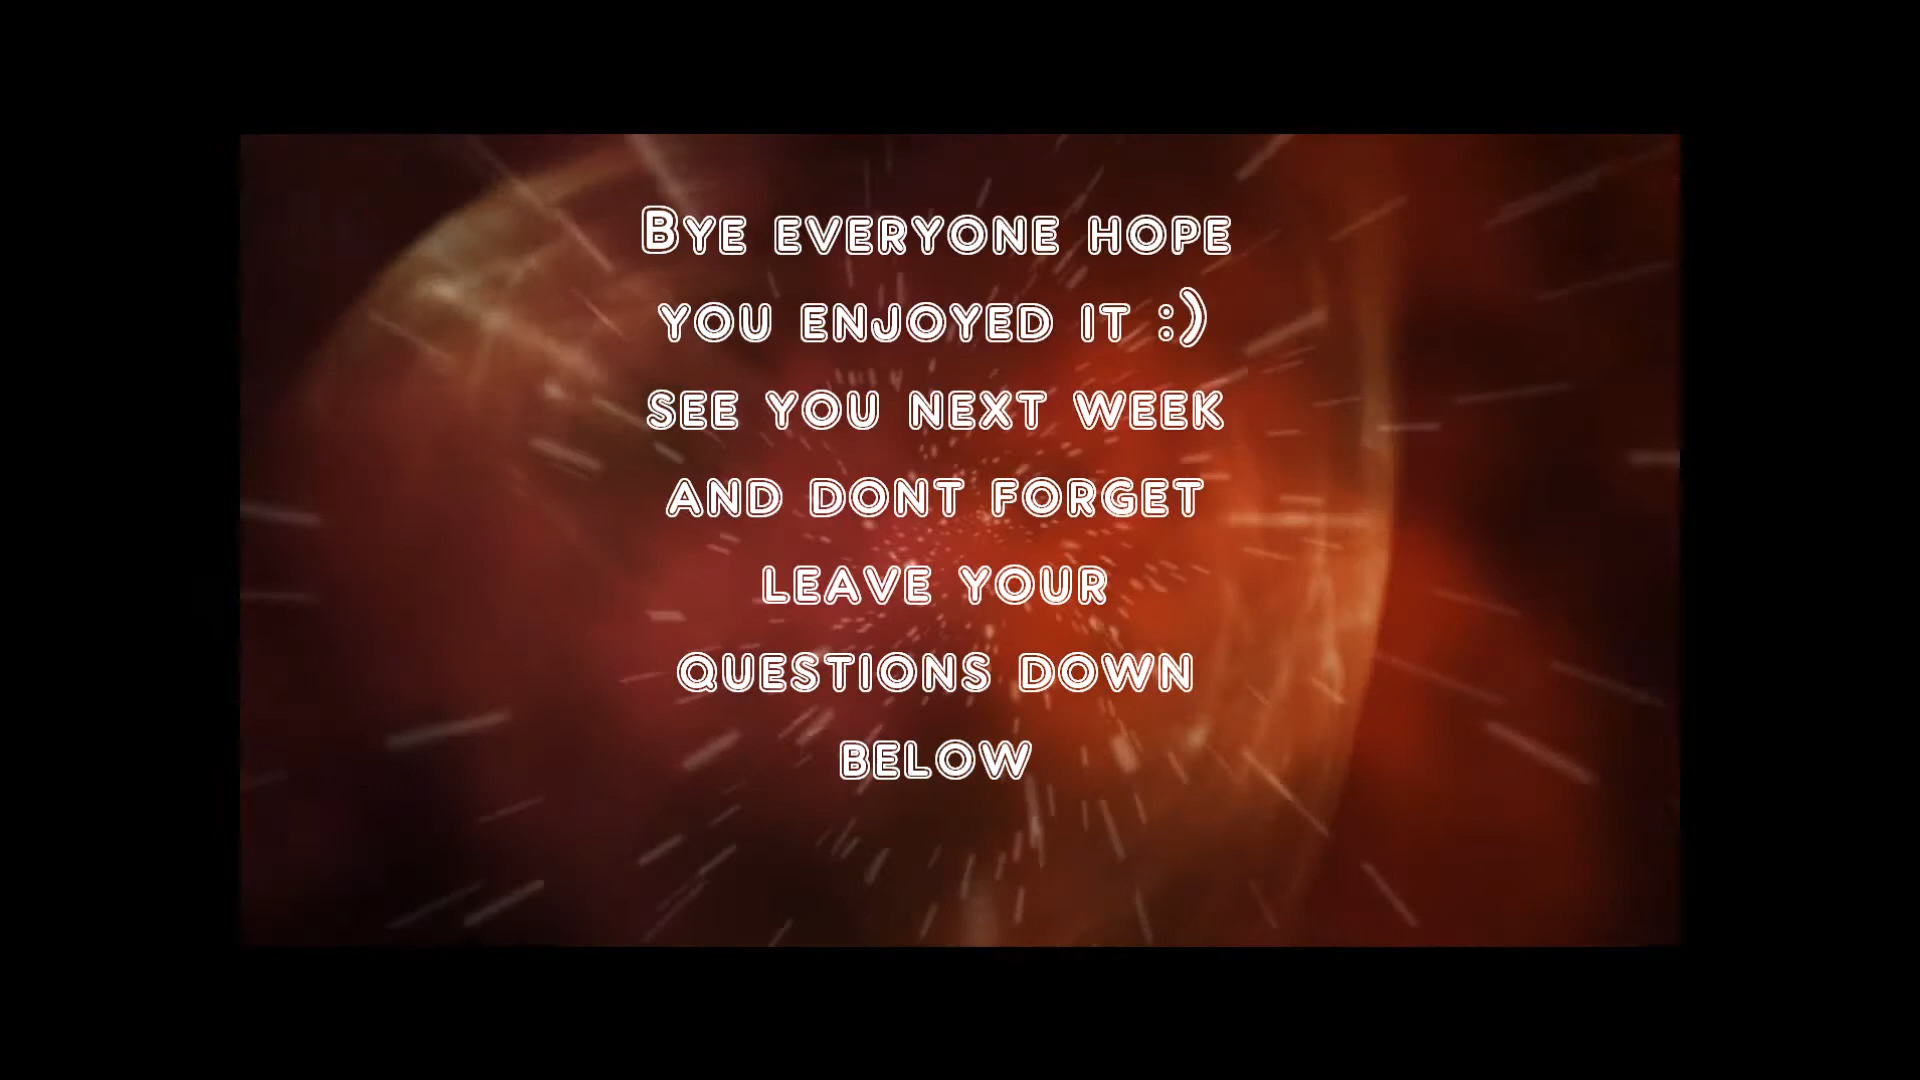 Bye everyone hope
you enjoyed it :)
see you next week
and dont forget
leave your
questions down
below